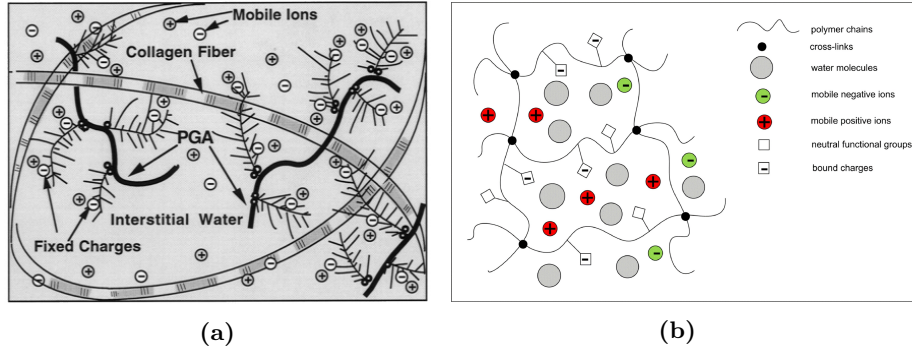 Mobile Ions
Collagen Fiber
PGA
Interstitial Water
Fixed Charges
(a)
polymer chains
cross-links
water molecules
mobile negative ions
mobile positive ions
neutral functional groups
bound charges
(b)